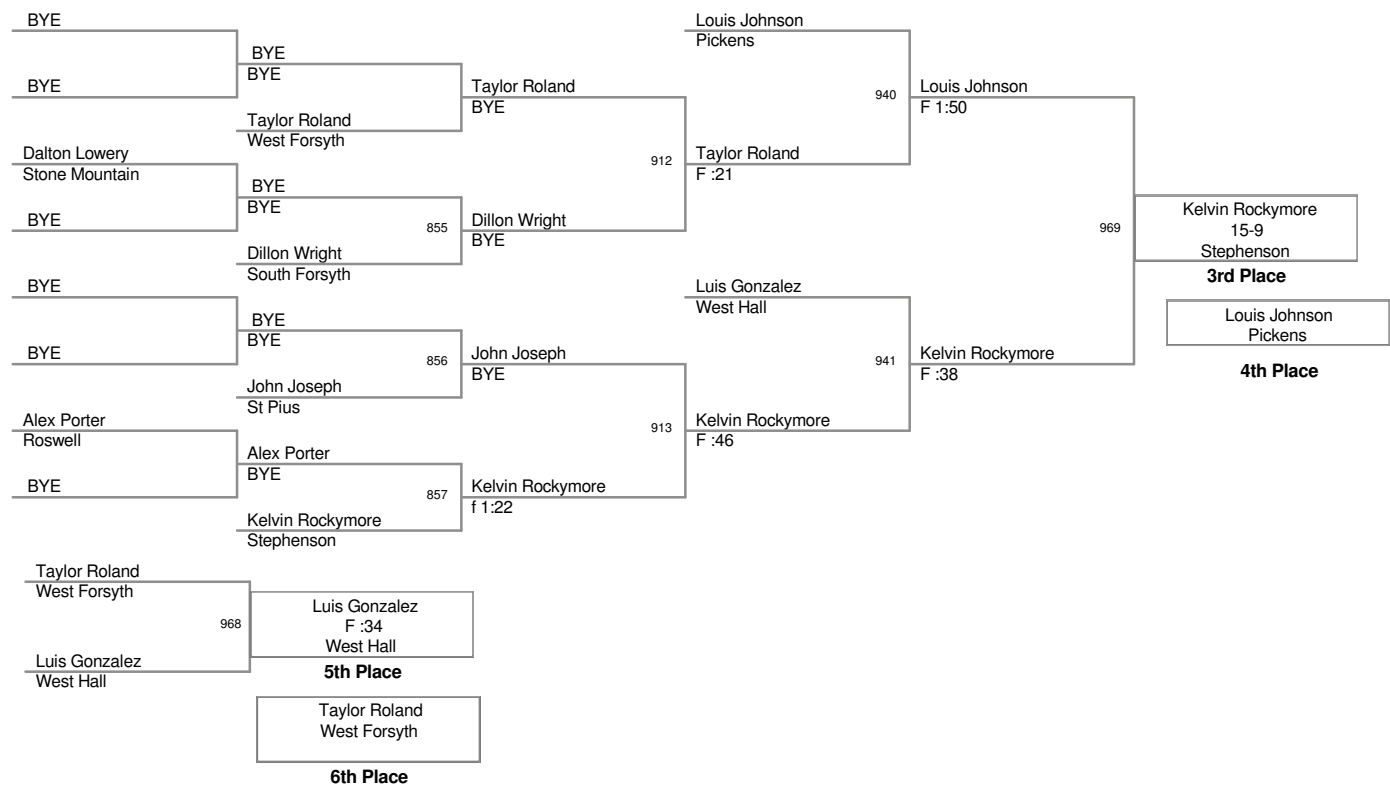 BYE
BYE
BYE
BYE
Taylor Roland
West Forsyth
Dalton Lowery
Stone Mountain
BYE
BYE
BYE
855
Dillon Wright
South Forsyth
BYE
BYE
BYE
BYE
856
John Joseph
St Pius
Alex Porter
Roswell
BYE
Alex Porter
BYE
857
Kelvin Rockymore
Stephenson
Taylor Roland
BYE
912
Dillon Wright
BYE
John Joseph
BYE
913
Kelvin Rockymore
f 1:22
Louis Johnson
Pickens
940
Taylor Roland
F :21
Luis Gonzalez
West Hall
941
Kelvin Rockymore
F :46
Louis Johnson
F 1:50
969
Kelvin Rockymore
F :38
Kelvin Rockymore
15-9
Stephenson
3rd Place
Louis Johnson
Pickens
4th Place
Taylor Roland
West Forsyth
968
Luis Gonzalez
West Hall
Luis Gonzalez
F :34
West Hall
5th Place
Taylor Roland
West Forsyth
6th Place